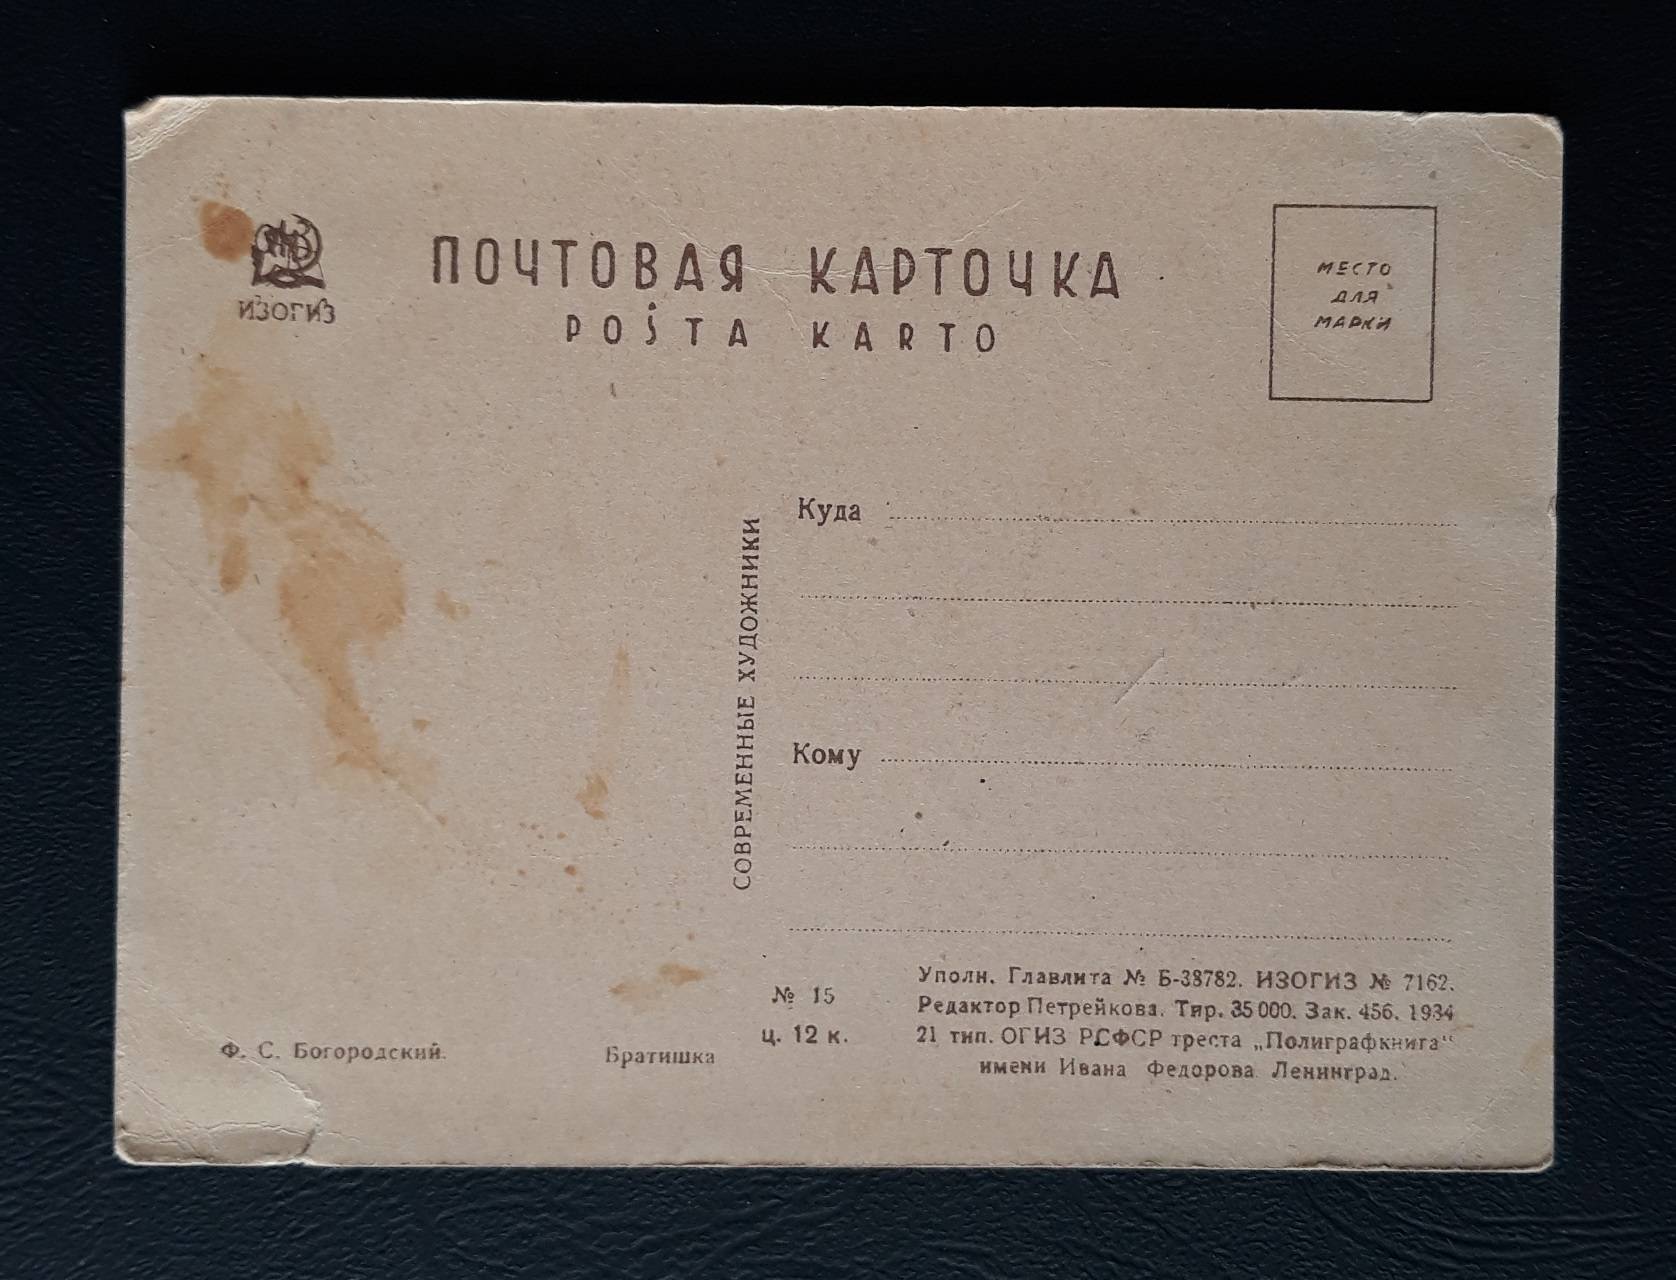 ИЗОГИЗ
ПОЧТОВАЯ КАРТОЧКА
POŜTA KARTO
МЕСТО
ДЛЯ
МАРКИ
СОВРЕМЕННЫЕ ХУДОЖНИКИ
Куда
Кому
Ф. С. Богородский.
Братишка
№ 15
ц. 12 к.
Уполн. Главлита № Б-38782. ИЗОГИЗ № 7162.
Редактор Петрейкова. Тир. 35 000. Зак. 456. 1934
21 тип. ОГИЗ РСФСР треста „Полиграфкнига“
имени Ивана Федорова Ленинград.